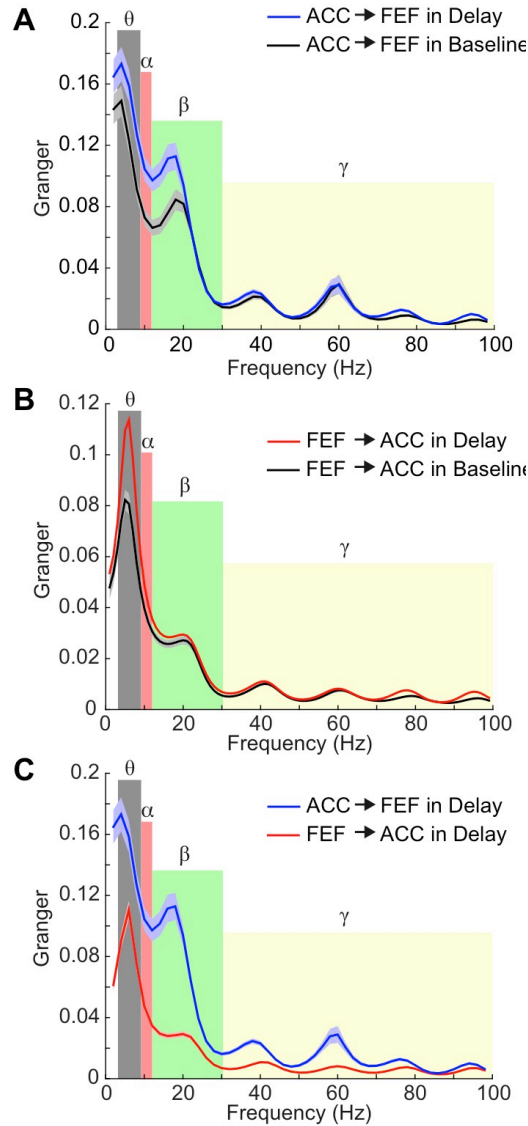 A
ACC → FEF in Delay
ACC → FEF in Baseline
θ
α
β
γ
0.2
0.16
0.12
0.08
0.04
0
Granger
20 40 60 80 100
Frequency (Hz)
B
FEF → ACC in Delay
FEF → ACC in Baseline
θ
α
β
γ
0.12
0.1
0.08
0.06
0.04
0.02
0
Granger
0 20 40 60 80 100
Frequency (Hz)
C
ACC → FEF in Delay
FEF → ACC in Delay
θ
α
β
γ
0.2
0.16
0.12
0.08
0.04
0
Granger
0 20 40 60 80 100
Frequency (Hz)